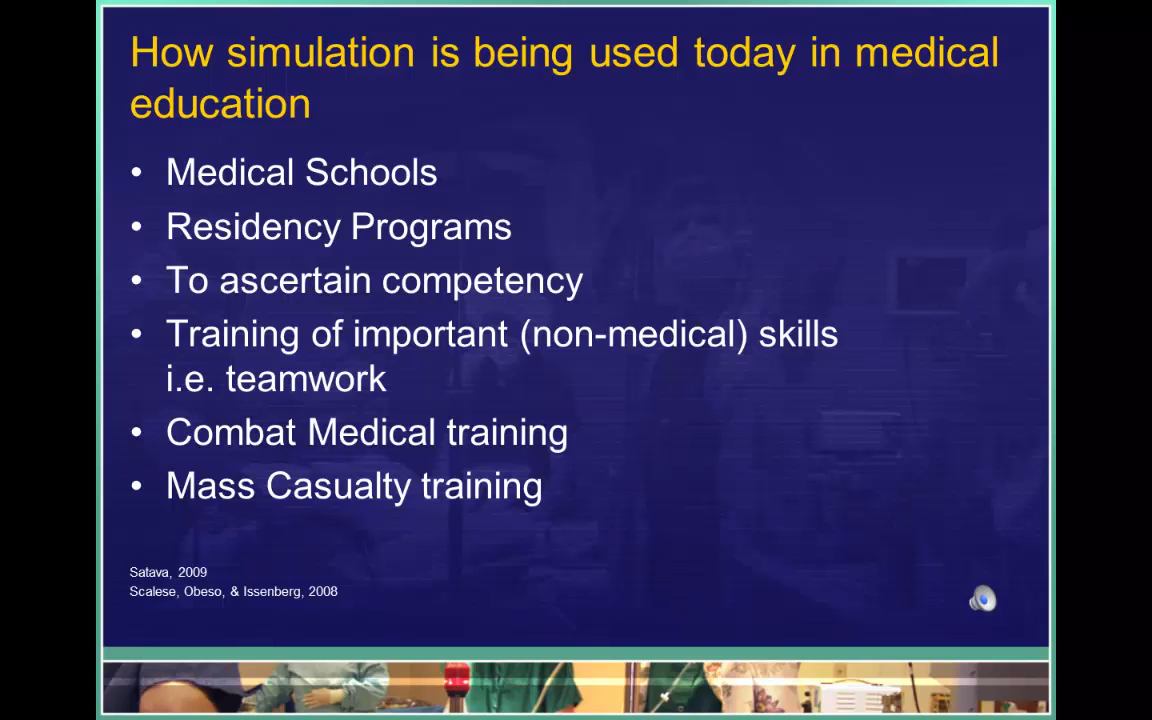 How simulation is being used today in medical
education
• Medical Schools
• Residency Programs
• To ascertain competency
• Training of important (non-medical) skills
i.e. teamwork
• Combat Medical training
• Mass Casualty training
Satava, 2009
Scalese, Obeso, & Issenberg, 2008